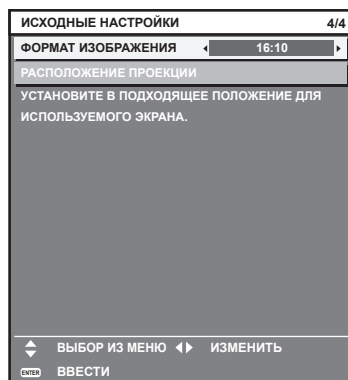 ИСХОДНЫЕ НАСТРОЙКИ 4/4
ФОРМАТ ИЗОБРАЖЕНИЯ 16:10
РАСПОЛОЖЕНИЕ ПРОЕКЦИИ
УСТАНОВИТЕ В ПОДХОДЯЩЕЕ ПОЛОЖЕНИЕ ДЛЯ
ИСПОЛЬЗУЕМОГО ЭКРАНА.
ВЫБОР ИЗ МЕНЮ ИЗМЕНИТЬ
ENTER ВВЕСТИ